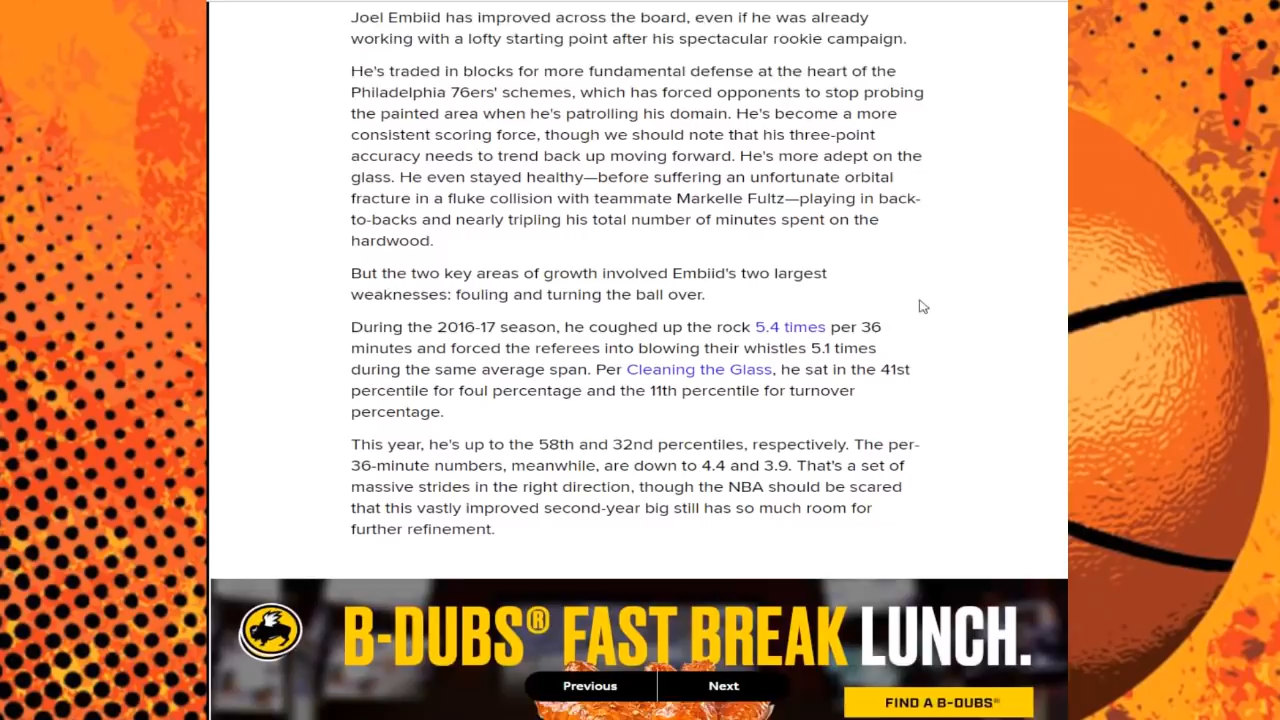 Joel Embiid has improved across the board, even if he was already
working with a lofty starting point after his spectacular rookie campaign.
He's traded in blocks for more fundamental defense at the heart of the
Philadelphia 76ers' schemes, which has forced opponents to stop probing
the painted area when he's patrolling his domain. He's become a more
consistent scoring force, though we should note that his three-point
accuracy needs to trend back up moving forward. He's more adept on the
glass. He even stayed healthy—before suffering an unfortunate orbital
fracture in a fluke collision with teammate Markelle Fultz—playing in back-
to-backs and nearly tripling his total number of minutes spent on the
hardwood.
But the two key areas of growth involved Embiid's two largest
weaknesses: fouling and turning the ball over.
During the 2016-17 season, he coughed up the rock 5.4 times per 36
minutes and forced the referees into blowing their whistles 5.1 times
during the same average span. Per Cleaning the Glass, he sat in the 41st
percentile for foul percentage and the 11th percentile for turnover
percentage.
This year, he's up to the 58th and 32nd percentiles, respectively. The per-
36-minute numbers, meanwhile, are down to 4.4 and 3.9. That's a set of
massive strides in the right direction, though the NBA should be scared
that this vastly improved second-year big still has so much room for
further refinement.
B-DUBS® FAST BREAK LUNCH.
Previous Next
FIND A B-DUBS®